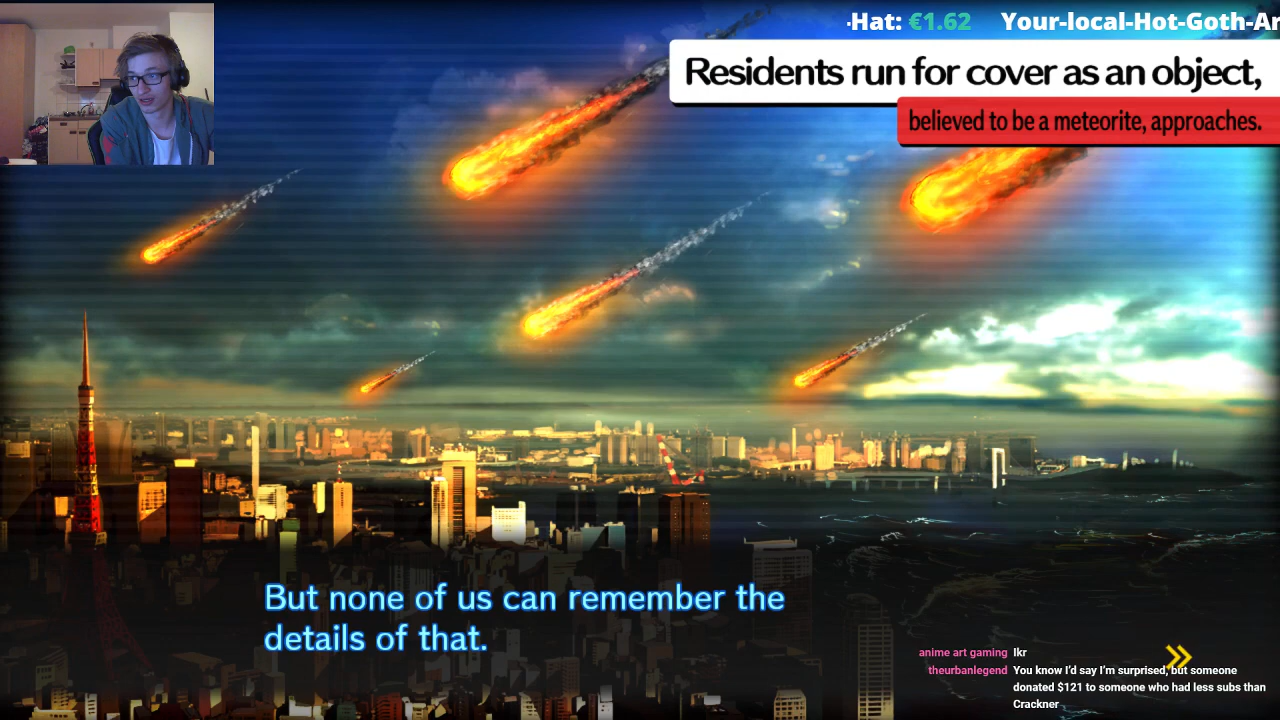 -Hat: €1.62 Your-local-Hot-Goth-Ar
Residents run for cover as an object,
believed to be a meteorite, approaches.
But none of us can remember the
details of that.
anime art gaming Ikr
theurbanlegend You know I'd say I'm surprised, but someone
donated $121 to someone who had less subs than
Crackner